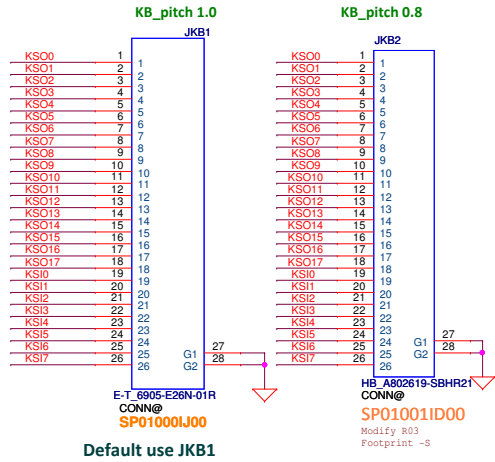 KB_pitch 1.0
JKB1
KSO0 1 1
KSO1 2 2
KSO2 3 3
KSO3 4 4
KSO4 5 5
KSO5 6 6
KSO6 7 7
KSO7 8 8
KSO8 9 9
KSO9 10 10
KSO10 11 11
KSO11 12 12
KSO12 13 13
KSO13 14 14
KSO14 15 15
KSO15 16 16
KSO16 17 17
KSO17 18 18
KSI0 19 19
KSI1 20 20
KSI2 21 21
KSI3 22 22
KSI4 23 23
KSI5 24 24
KSI6 25 25 G1 27
KSI7 26 26 G2 28
E-T_6905-E26N-01R
CONN@
SP01000IJ00
Default use JKB1
KB_pitch 0.8
JKB2
KSO0 1 1
KSO1 2 2
KSO2 3 3
KSO3 4 4
KSO4 5 5
KSO5 6 6
KSO6 7 7
KSO7 8 8
KSO8 9 9
KSO9 10 10
KSO10 11 11
KSO11 12 12
KSO12 13 13
KSO13 14 14
KSO14 15 15
KSO15 16 16
KSO16 17 17
KSO17 18 18
KSI0 19 19
KSI1 20 20
KSI2 21 21
KSI3 22 22
KSI4 23 23
KSI5 24 24 G1 27
KSI6 25 25 G2 28
KSI7 26 26
HB_A802619-SBHR21
CONN@
SP01001ID00
Modify R03
Footprint -S